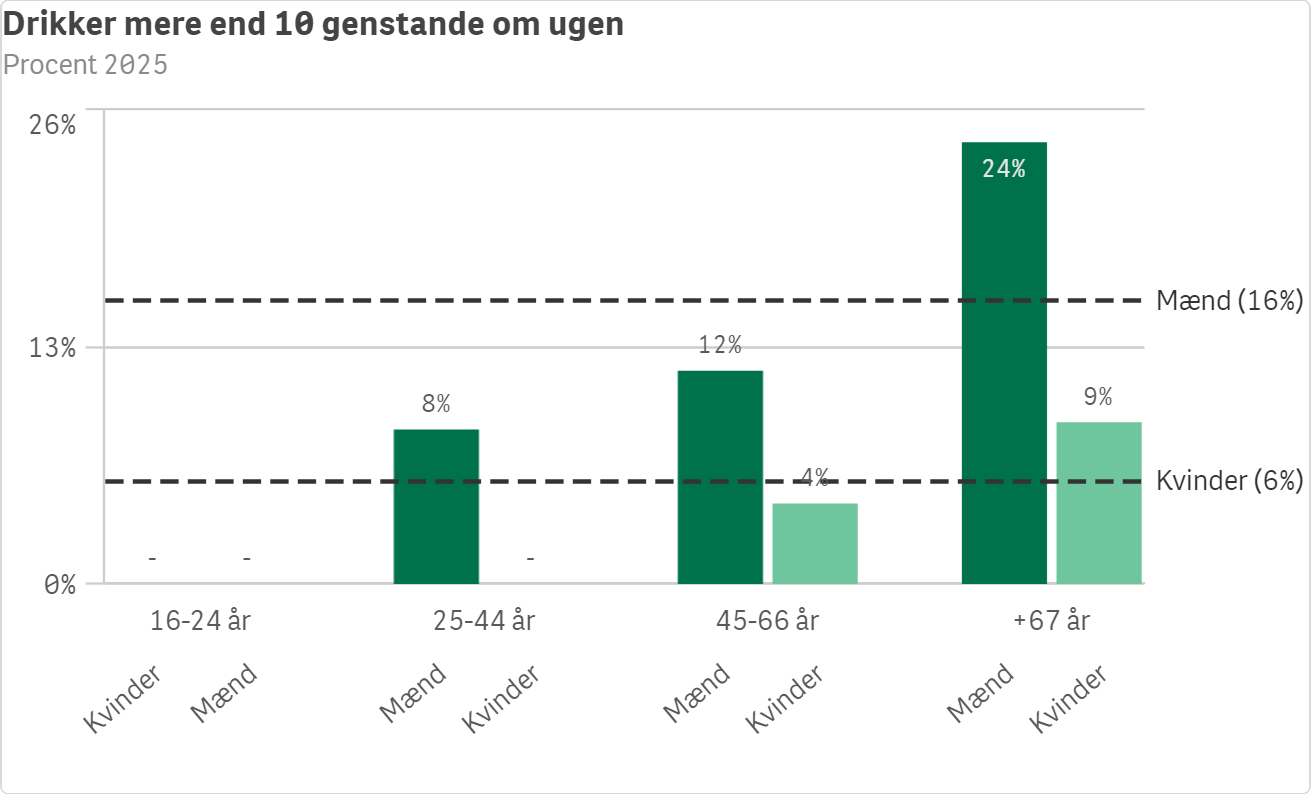 Drikker mere end 10 genstande om ugen
Procent 2025
26%
24%
Mænd (16%)
13%
12%
8%
9%
4%
Kvinder (6%)
- - -
0%
16-24 år 25-44 år 45-66 år +67 år
Kvinder Mænd Mænd Kvinder Mænd Kvinder Mænd Kvinder